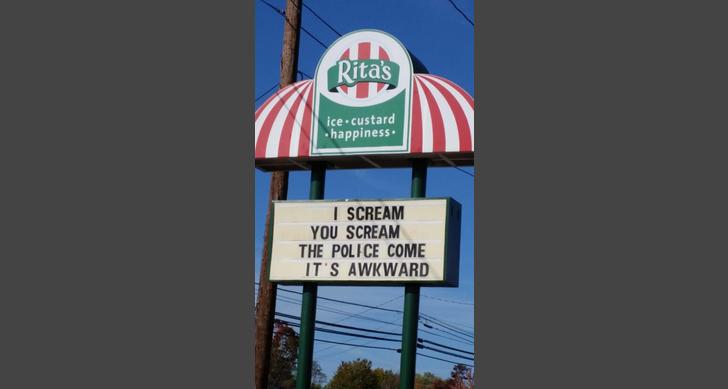 Rita's
ice • custard
• happiness •
I SCREAM
YOU SCREAM
THE POLICE COME
IT'S AWKWARD